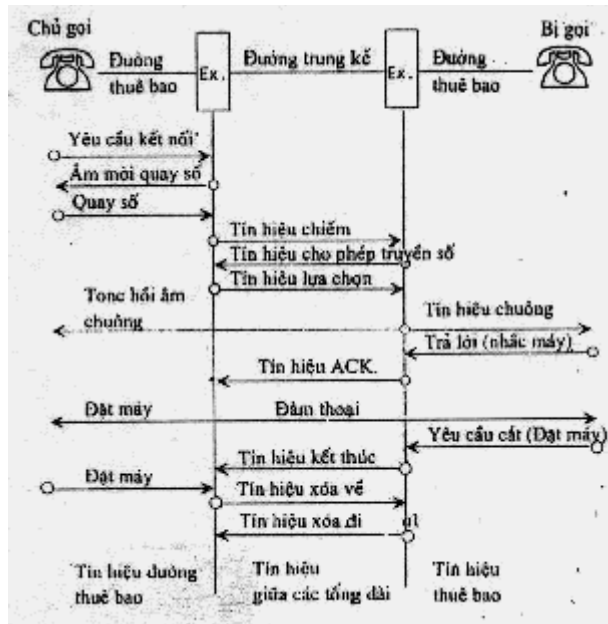 Chủ gọi
Bị gọi
Đường thuê bao
Ex.
Đường trung kế
Ex.
Đường thuê bao
Yêu cầu kết nối
Âm mời quay số
Quay số
Tín hiệu chiếm
Tín hiệu cho phép truyền số
Tín hiệu lựa chọn
Tonc hồi âm chuông
Tín hiệu chuông
Trả lời (nhấc máy)
Tín hiệu ACK.
Đặt máy
Đàm thoại
Yêu cầu cắt (Đặt máy)
Tín hiệu kết thúc
Đặt máy
Tín hiệu xóa về
Tín hiệu xóa đi
Tín hiệu đường thuê bao
Tín hiệu giữa các tổng đài
Tín hiệu thuê bao